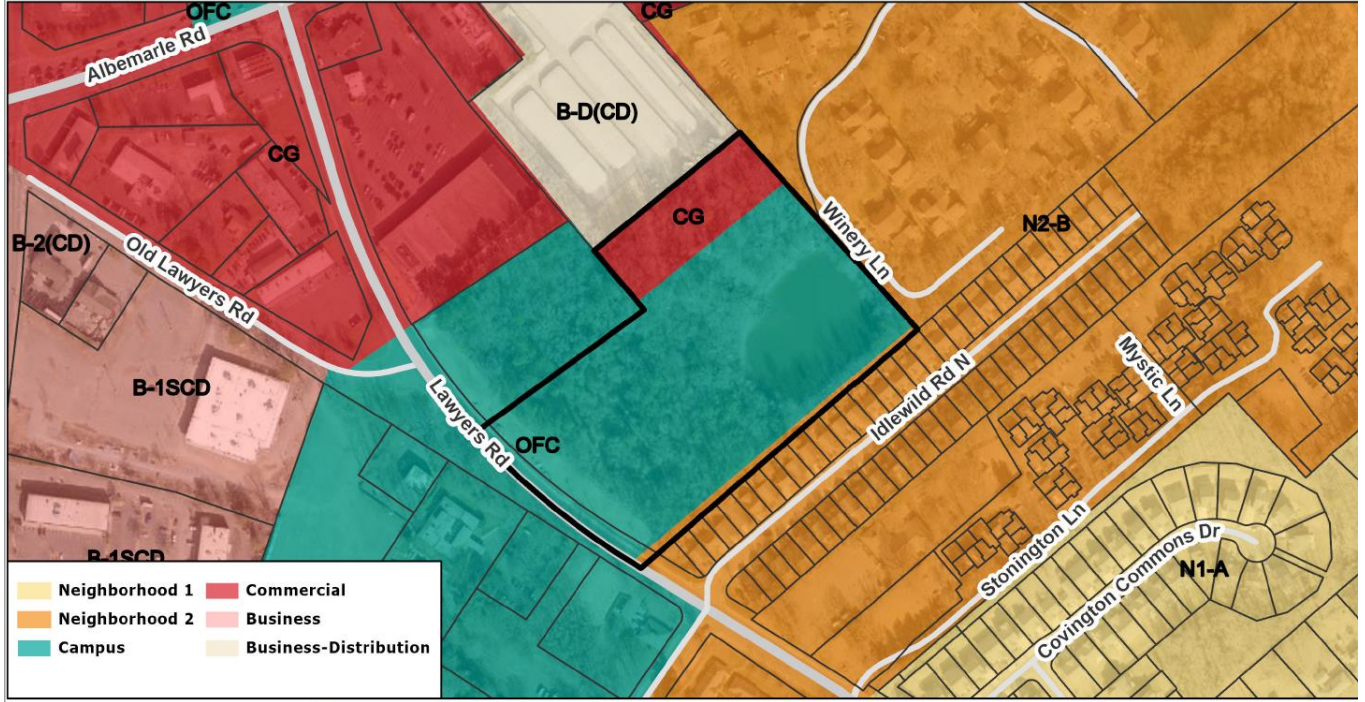 OFC
CG
Albemarle Rd
B-D(CD)
CG
CG
Winery Ln
N2-B
B-2(CD)
Old Lawyers Rd
Mystic Ln
B-1SCD
Idlewild Rd N
Lawyers Rd
OFC
Stonington Ln
Covington Commons Dr
N1-A
B-1SCD
Neighborhood 1
Neighborhood 2
Campus
Commercial
Business
Business-Distribution